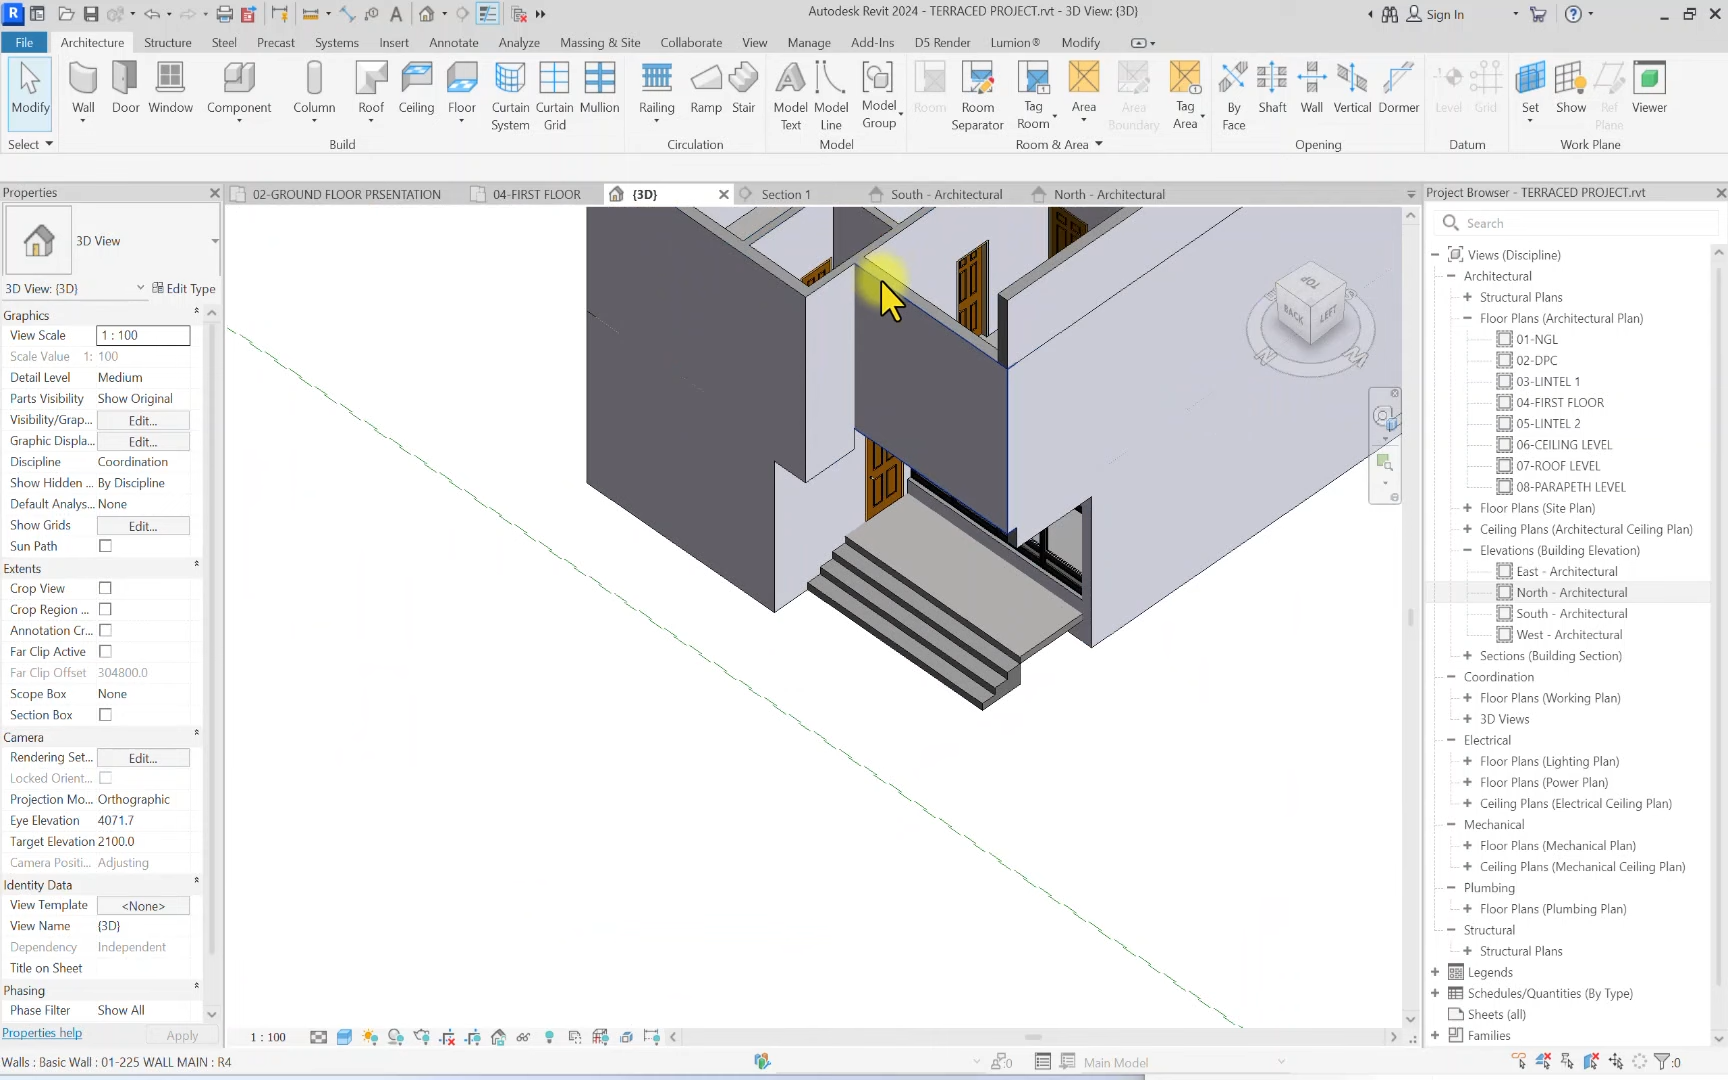 Autodesk Revit 2024 - TERRACED PROJECT.rvt - 3D View: {3D}
Sign In
File Architecture Structure Steel Precast Systems Insert Annotate Analyze Massing & Site Collaborate View Manage Add-Ins D5 Render Lumion® Modify
Modify Wall Door Window Component Column Roof Ceiling Floor Curtain System Curtain Grid Mullion Railing Ramp Stair Model Text Model Line Model Group Room Room Separator Tag Room Area Area Boundary Tag Area By Face Shaft Wall Vertical Dormer Level Grid Set Show Ref Plane Viewer
Select Build Circulation Model Room & Area Opening Datum Work Plane
Properties
02-GROUND FLOOR PRSENTATION
04-FIRST FLOOR
{3D}
Section 1
South - Architectural
North - Architectural
Project Browser - TERRACED PROJECT.rvt
3D View
3D View: {3D}
Edit Type
Graphics
View Scale 1 : 100
Scale Value 1: 100
Detail Level Medium
Parts Visibility Show Original
Visibility/Grap... Edit...
Graphic Displa... Edit...
Discipline Coordination
Show Hidden ... By Discipline
Default Analys... None
Show Grids Edit...
Sun Path
Extents
Crop View
Crop Region ...
Annotation Cr...
Far Clip Active
Far Clip Offset 304800.0
Scope Box None
Section Box
Camera
Rendering Set... Edit...
Locked Orient...
Projection Mo... Orthographic
Eye Elevation 4071.7
Target Elevation 2100.0
Camera Positi... Adjusting
Identity Data
View Template <None>
View Name {3D}
Dependency Independent
Title on Sheet
Phasing
Phase Filter Show All
Properties help
Apply
TOP
BACK
LEFT
Search
Views (Discipline)
Architectural
Structural Plans
Floor Plans (Architectural Plan)
01-NGL
02-DPC
03-LINTEL 1
04-FIRST FLOOR
05-LINTEL 2
06-CEILING LEVEL
07-ROOF LEVEL
08-PARAPETH LEVEL
Floor Plans (Site Plan)
Ceiling Plans (Architectural Ceiling Plan)
Elevations (Building Elevation)
East - Architectural
North - Architectural
South - Architectural
West - Architectural
Sections (Building Section)
Coordination
Floor Plans (Working Plan)
3D Views
Electrical
Floor Plans (Lighting Plan)
Floor Plans (Power Plan)
Ceiling Plans (Electrical Ceiling Plan)
Mechanical
Floor Plans (Mechanical Plan)
Ceiling Plans (Mechanical Ceiling Plan)
Plumbing
Floor Plans (Plumbing Plan)
Structural
Structural Plans
Legends
Schedules/Quantities (By Type)
Sheets (all)
Families
1 : 100
Walls : Basic Wall : 01-225 WALL MAIN : R4
:0
Main Model
:0